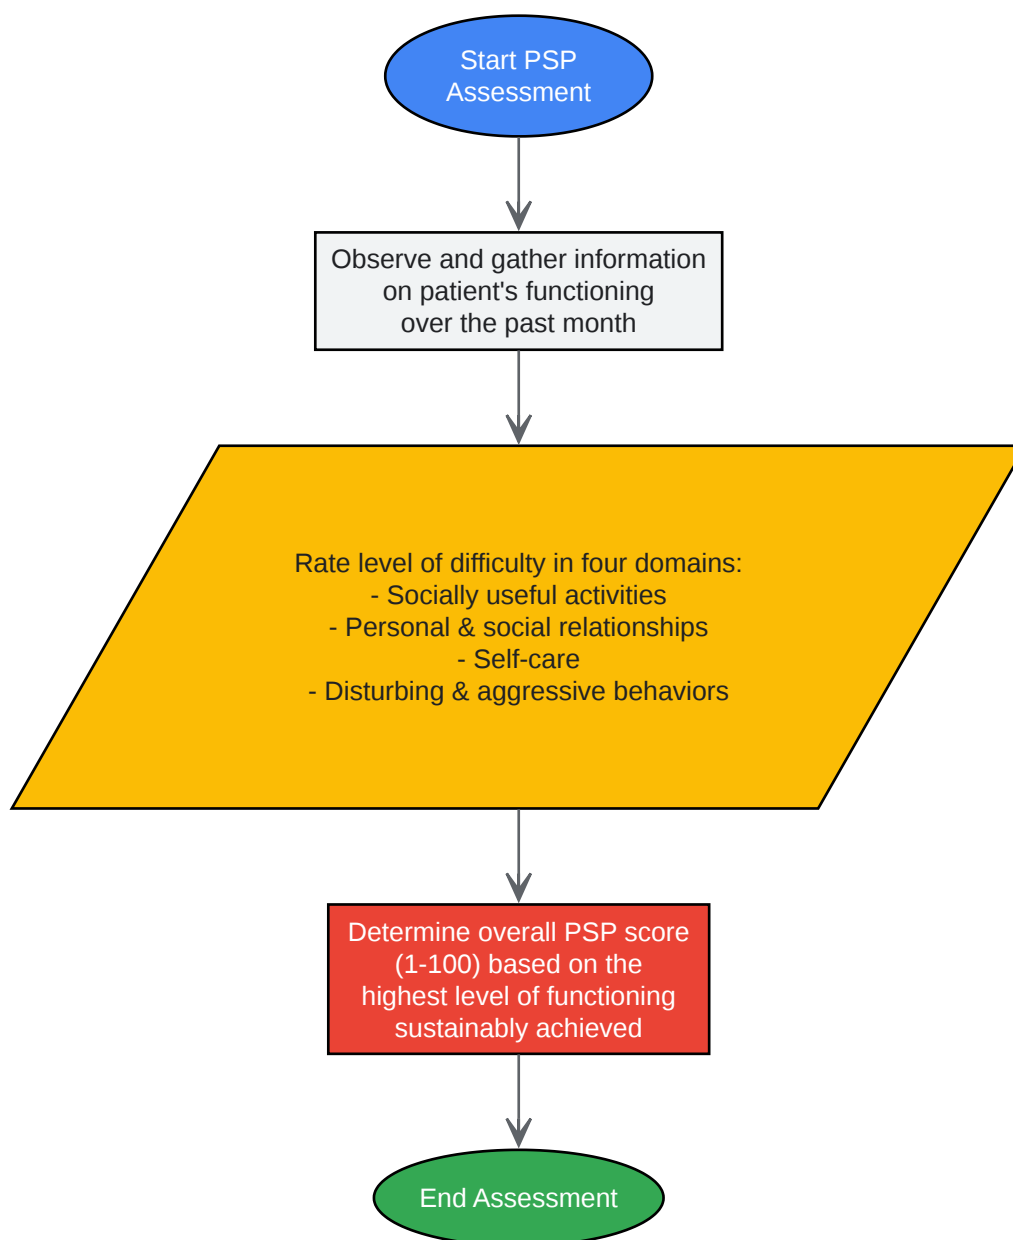 Start PSP
Assessment
Observe and gather information
on patient's functioning
over the past month
Rate level of difficulty in four domains:
- Socially useful activities
- Personal & social relationships
- Self-care
- Disturbing & aggressive behaviors
Determine overall PSP score
(1-100) based on the
highest level of functioning
sustainably achieved
End Assessment